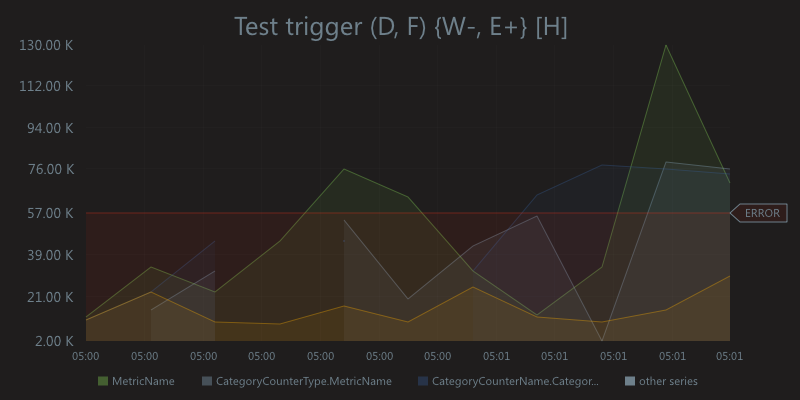 Test trigger (D, F) {W-, E+} [H]
130.00 K
112.00 K
94.00 K
76.00 K
57.00 K
ERROR
39.00 K
21.00 K
2.00 K
05:00 05:00 05:00 05:00 05:00 05:00 05:00 05:01 05:01 05:01 05:01 05:01
MetricName CategoryCounterType.MetricName CategoryCounterName.Categor... other series